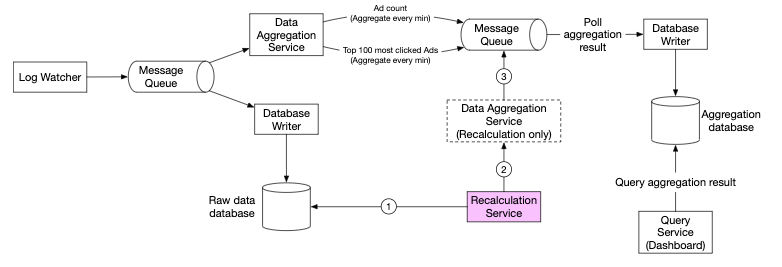 Log Watcher
Message
Queue
Data
Aggregation
Service
Ad count
(Aggregate every min)
Top 100 most clicked Ads
(Aggregate every min)
Message
Queue
Poll
aggregation
result
Database
Writer
Database
Writer
3
Data Aggregation
Service
(Recalculation only)
2
Aggregation
database
Query aggregation result
Raw data
database
1
Recalculation
Service
Query
Service
(Dashboard)